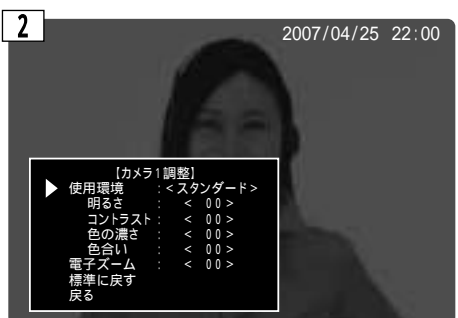 2
2007/04/25 22:00
【カメラ1調整】
▶ 使用環境 :<スタンダード>
明るさ : < 00>
コントラスト : < 00>
色の濃さ : < 00>
色合い : < 00>
電子ズーム : < 00>
標準に戻す
戻る